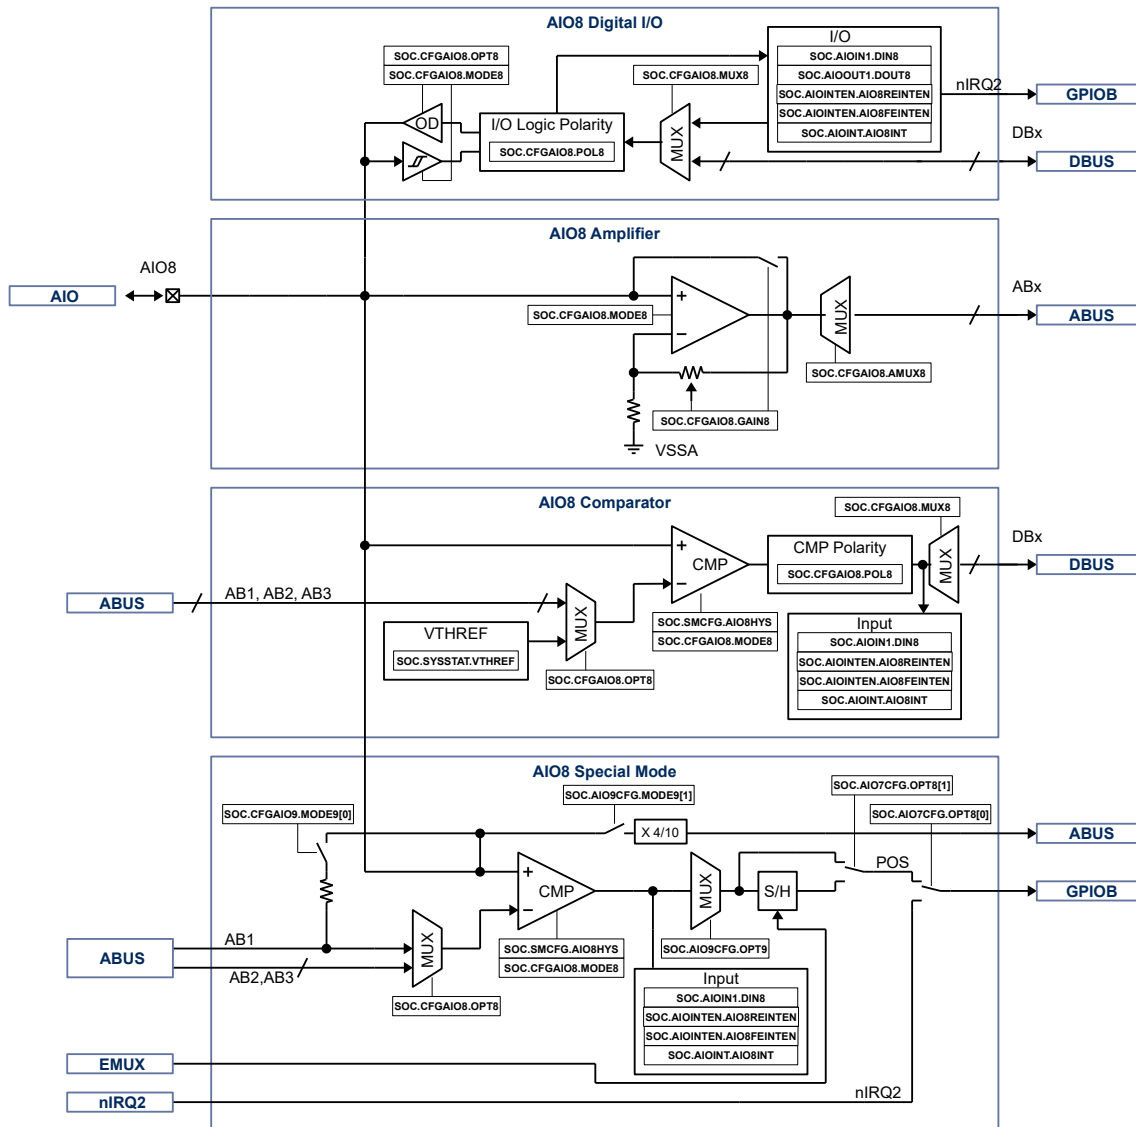 AIO8 Digital I/O
SOC.CFGAIO8.OPT8
SOC.CFGAIO8.MODE8
OD
I/O Logic Polarity
SOC.CFGAIO8.POL8
SOC.CFGAIO8.MUX8
MUX
I/O
SOC.AIOIN1.DIN8
SOC.AIOOUT1.DOUT8
SOC.AIOINTEN.AIO8REINTEN
SOC.AIOINTEN.AIO8FEINTEN
SOC.AIOINT.AIO8INT
nIRQ2
GPIOB
DBx
DBUS
AIO8 Amplifier
AIO8
AIO
SOC.CFGAIO8.MODE8
+
−
MUX
ABx
ABUS
SOC.CFGAIO8.AMUX8
SOC.CFGAIO8.GAIN8
VSSA
AIO8 Comparator
ABUS
AB1, AB2, AB3
VTHREF
SOC.SYSSTAT.VTHREF
MUX
SOC.CFGAIO8.OPT8
+
−
CMP
SOC.SMCFG.AIO8HYS
SOC.CFGAIO8.MODE8
CMP Polarity
SOC.CFGAIO8.POL8
SOC.CFGAIO8.MUX8
MUX
DBx
DBUS
Input
SOC.AIOIN1.DIN8
SOC.AIOINTEN.AIO8REINTEN
SOC.AIOINTEN.AIO8FEINTEN
SOC.AIOINT.AIO8INT
AIO8 Special Mode
SOC.CFGAIO9.MODE9[0]
SOC.AIO9CFG.MODE9[1]
X 4/10
SOC.AIO7CFG.OPT8[1]
SOC.AIO7CFG.OPT8[0]
ABUS
+
−
CMP
MUX
S/H
POS
GPIOB
ABUS
AB1
AB2,AB3
MUX
SOC.CFGAIO8.OPT8
SOC.SMCFG.AIO8HYS
SOC.CFGAIO8.MODE8
SOC.AIO9CFG.OPT9
Input
SOC.AIOIN1.DIN8
SOC.AIOINTEN.AIO8REINTEN
SOC.AIOINTEN.AIO8FEINTEN
SOC.AIOINT.AIO8INT
EMUX
nIRQ2
nIRQ2